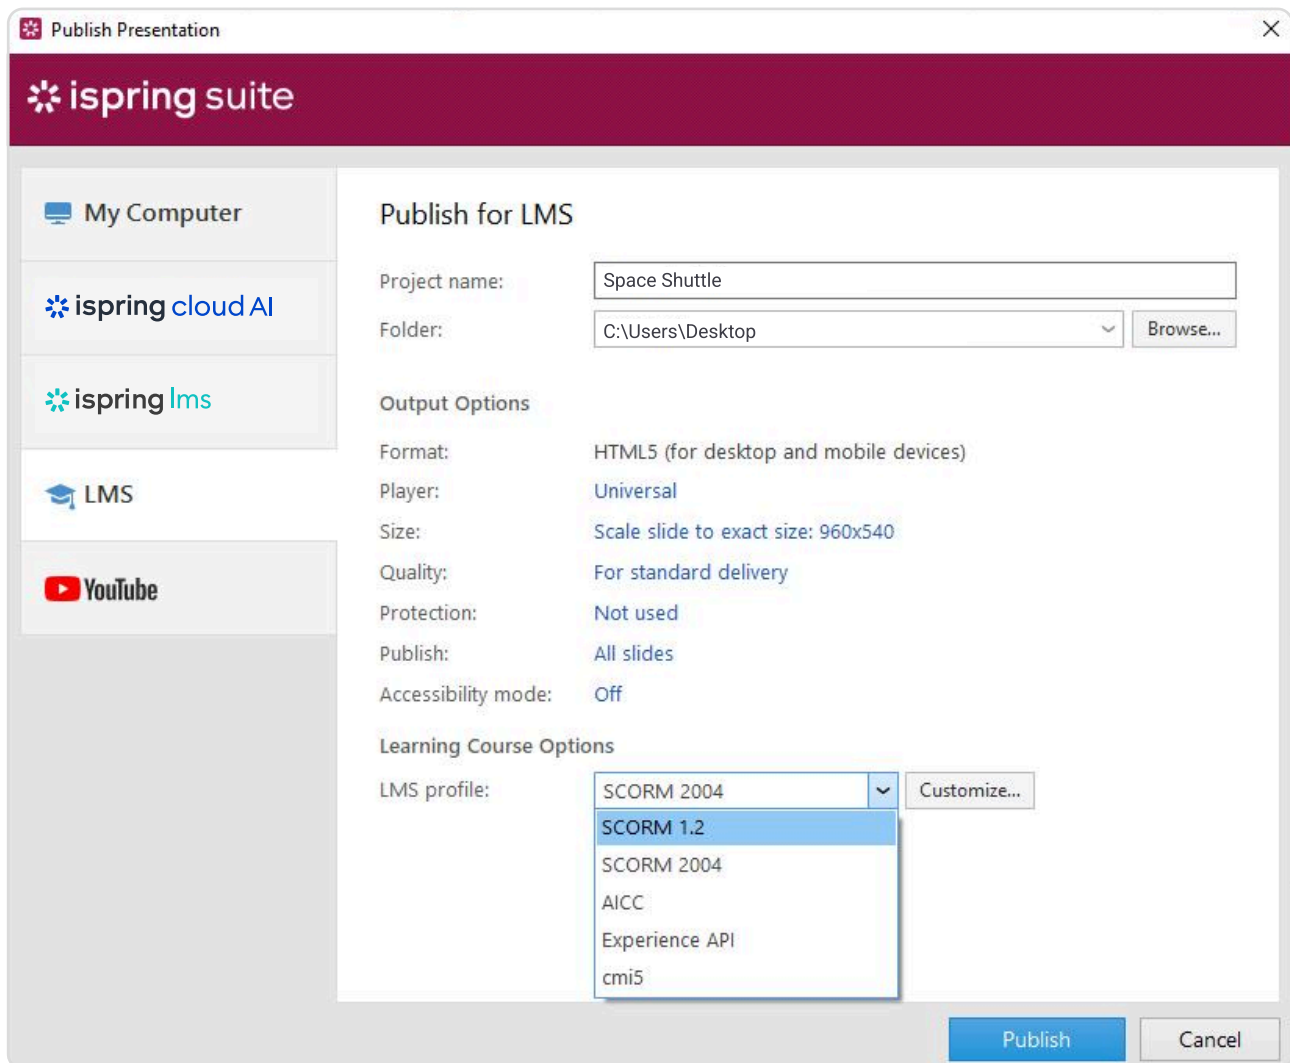 Publish Presentation
ispring suite
My Computer
ispring cloud AI
ispring lms
LMS
YouTube
Publish for LMS
Project name: Space Shuttle
Folder: C:\Users\Desktop Browse...
Output Options
Format: HTML5 (for desktop and mobile devices)
Player: Universal
Size: Scale slide to exact size: 960x540
Quality: For standard delivery
Protection: Not used
Publish: All slides
Accessibility mode: Off
Learning Course Options
LMS profile: SCORM 2004 Customize...
SCORM 1.2
SCORM 2004
AICC
Experience API
cmi5
Publish Cancel